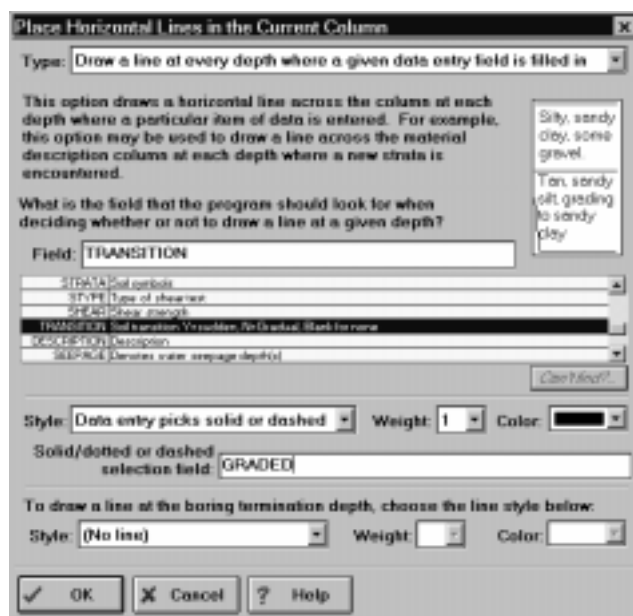 Place Horizontal Lines in the Current Column
Type: Draw a line at every depth where a given data entry field is filled in
This option draws a horizontal line across the column at each
depth where a particular item of data is entered. For example,
this option may be used to draw a line across the material
description column at each depth where a new strata is
encountered.
Silty, sandy
clay, some
gravel.
Tan, sandy
silt, grading
to sandy
clay
What is the field that the program should look for when
deciding whether or not to draw a line at a given depth?
Field: TRANSITION
STRATA Soil symbols
STYPE Type of shear test
SHEAR Shear strength
TRANSITION Soil transition. Y=sudden, N=Gradual, Blank for none
DESCRIPTION Description
SEEPAGE Denotes water seepage depth(s)
Can't find?..
Style: Data entry picks solid or dashed Weight: 1 Color:
Solid/dotted or dashed
selection field: GRADED
To draw a line at the boring termination depth, choose the line style below:
Style: (No line) Weight: Color:
OK Cancel ? Help